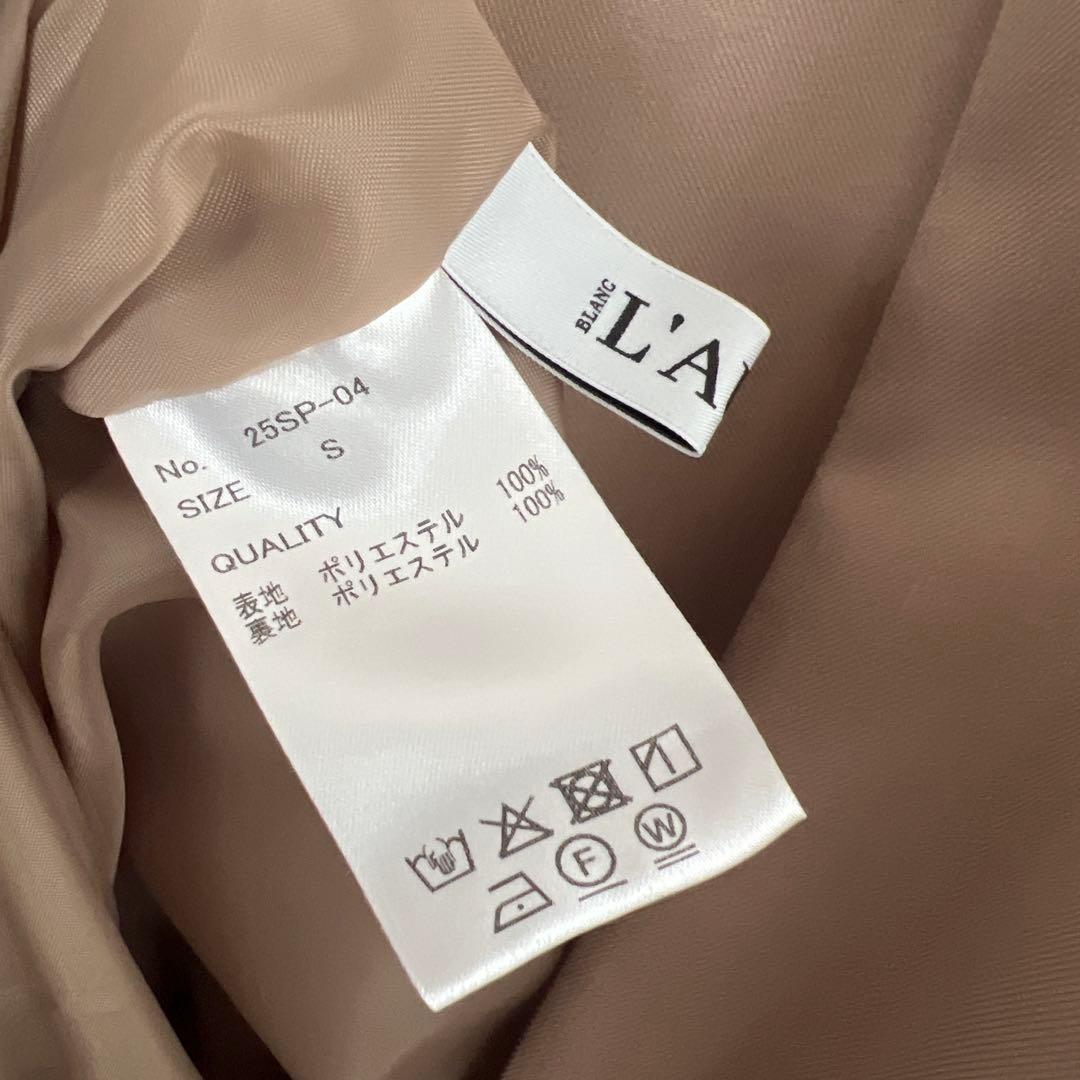 BLANC
L'A
No. 25SP-04
SIZE S
QUALITY
表地 ポリエステル 100%
裏地 ポリエステル 100%
F W